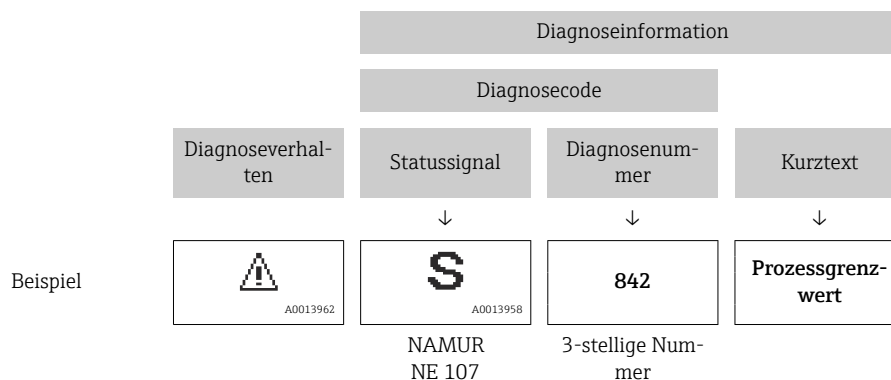 Diagnoseinformation
Diagnosecode
Diagnoseverhal-
ten
Statussignal
Diagnosenum-
mer
Kurztext
↓ ↓ ↓
Beispiel
A0013962
S
A0013958
842
Prozessgrenz-
wert
NAMUR
NE 107
3-stellige Num-
mer